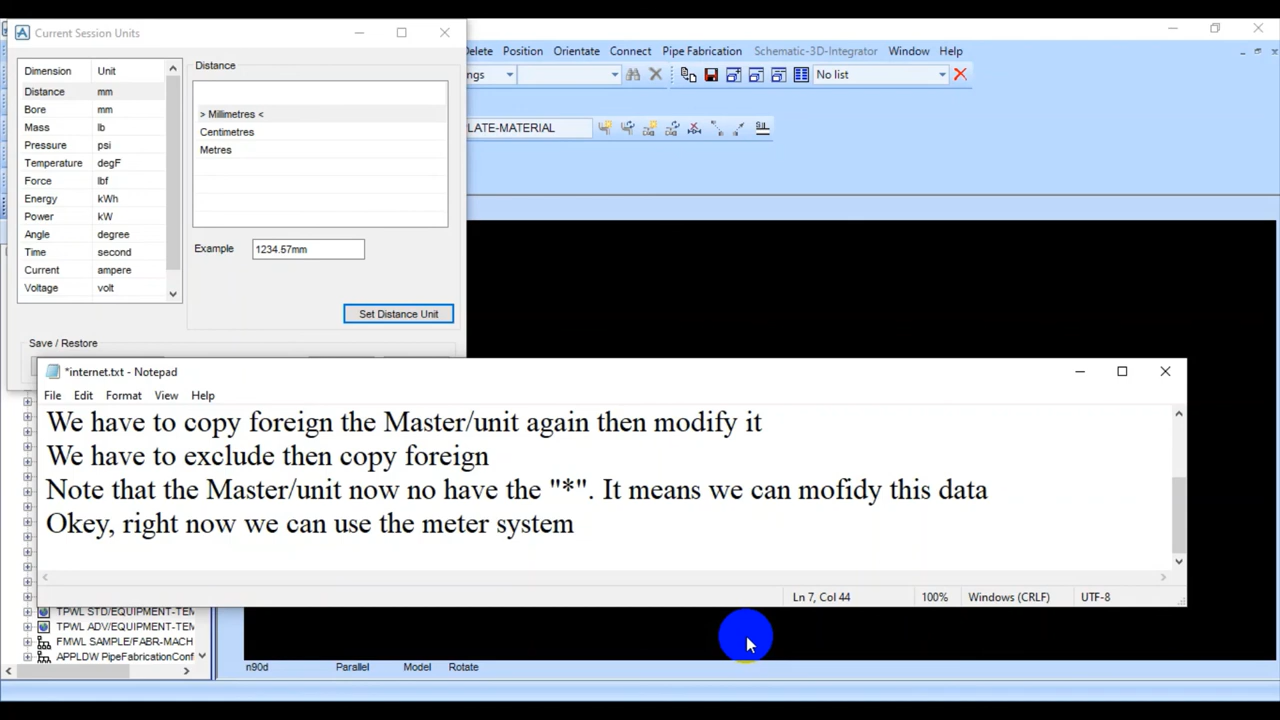 Current Session Units
Delete Position Orientate Connect Pipe Fabrication Schematic-3D-Integrator Window Help
ngs No list
LATE-MATERIAL
Dimension Unit
Distance mm
Bore mm
Mass lb
Pressure psi
Temperature degF
Force lbf
Energy kWh
Power kW
Angle degree
Time second
Current ampere
Voltage volt
Distance
> Millimetres <
Centimetres
Metres
Example 1234.57mm
Set Distance Unit
Save / Restore
*internet.txt - Notepad
File Edit Format View Help
We have to copy foreign the Master/unit again then modify it
We have to exclude then copy foreign
Note that the Master/unit now no have the "*". It means we can mofidy this data
Okey, right now we can use the meter system
Ln 7, Col 44 100% Windows (CRLF) UTF-8
TPWL STD/EQUIPMENT-TEM
TPWL ADV/EQUIPMENT-TEM
FMWL SAMPLE/FABR-MACH
APPLDW PipeFabricationConf
n90d Parallel Model Rotate